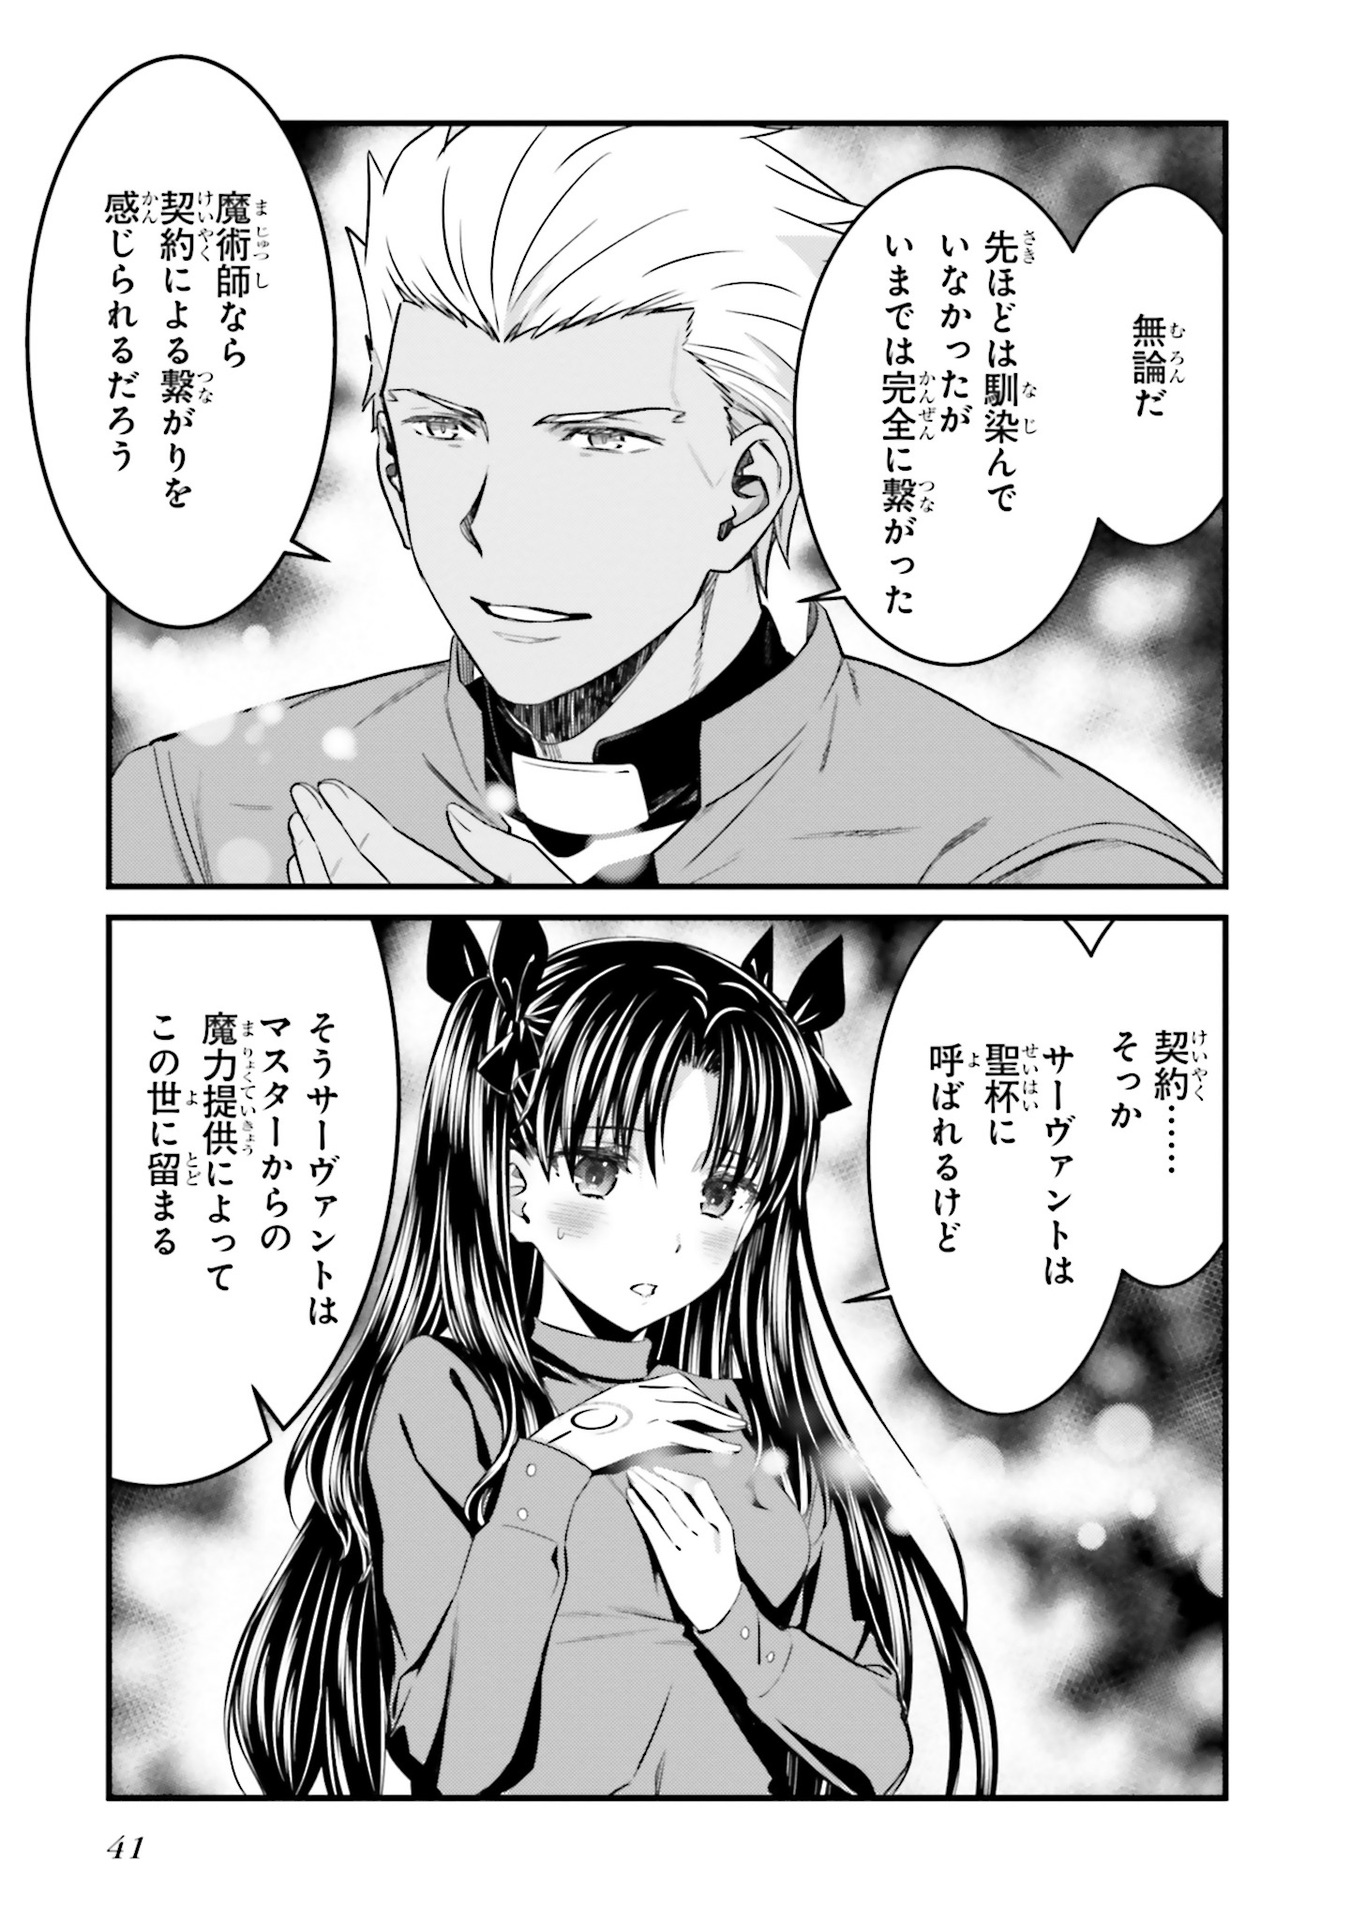 無論だ
先ほどは馴染んで
いなかったが
いまでは完全に繋がった
魔術師なら
契約による繋がりを
感じられるだろう
契約……
そっか
サーヴァントは
聖杯に
呼ばれるけど
そうサーヴァントは
マスターからの
魔力提供によって
この世に留まる
41